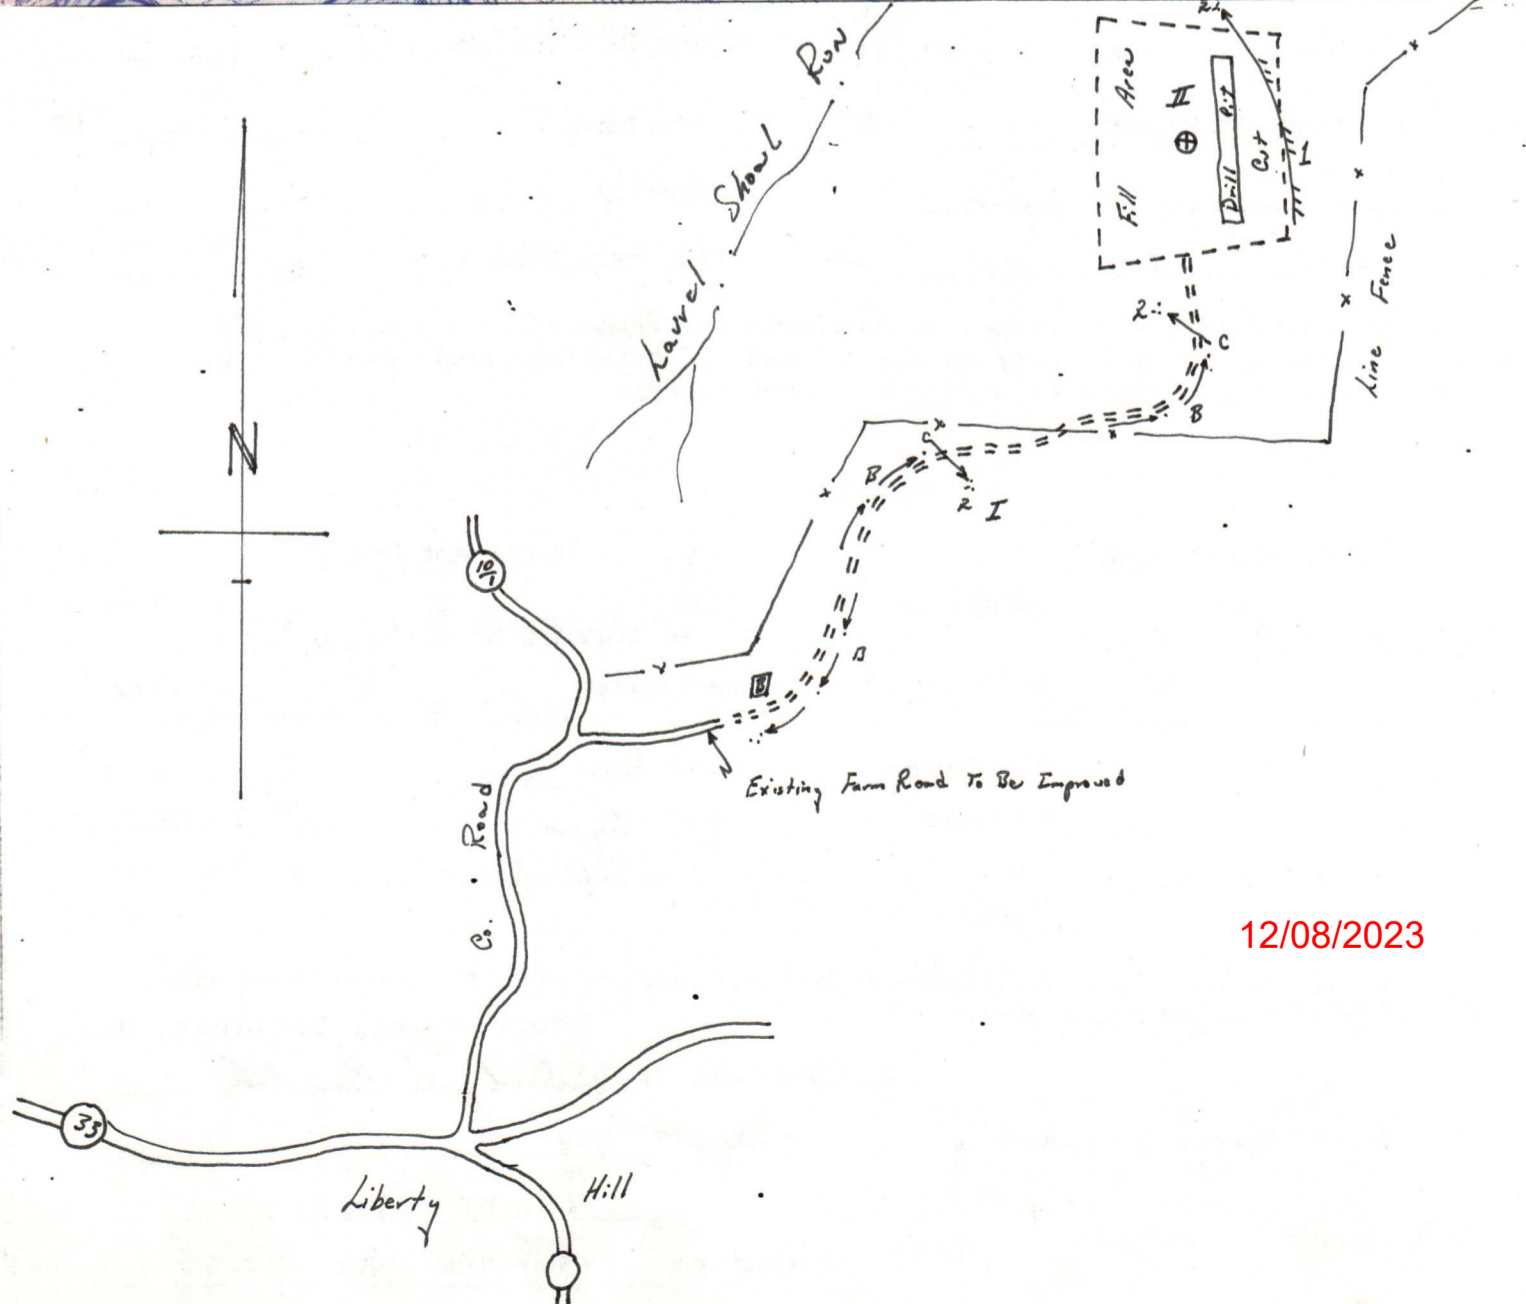 Laurel Shoal Run
Fill Area
II
Drill Pit
Cut
1
2
C
B
Line Fence
C
B
2
I
N
10/1
B
B
Existing Farm Road To Be Improved
Co. Road
12/08/2023
33
Liberty Hill